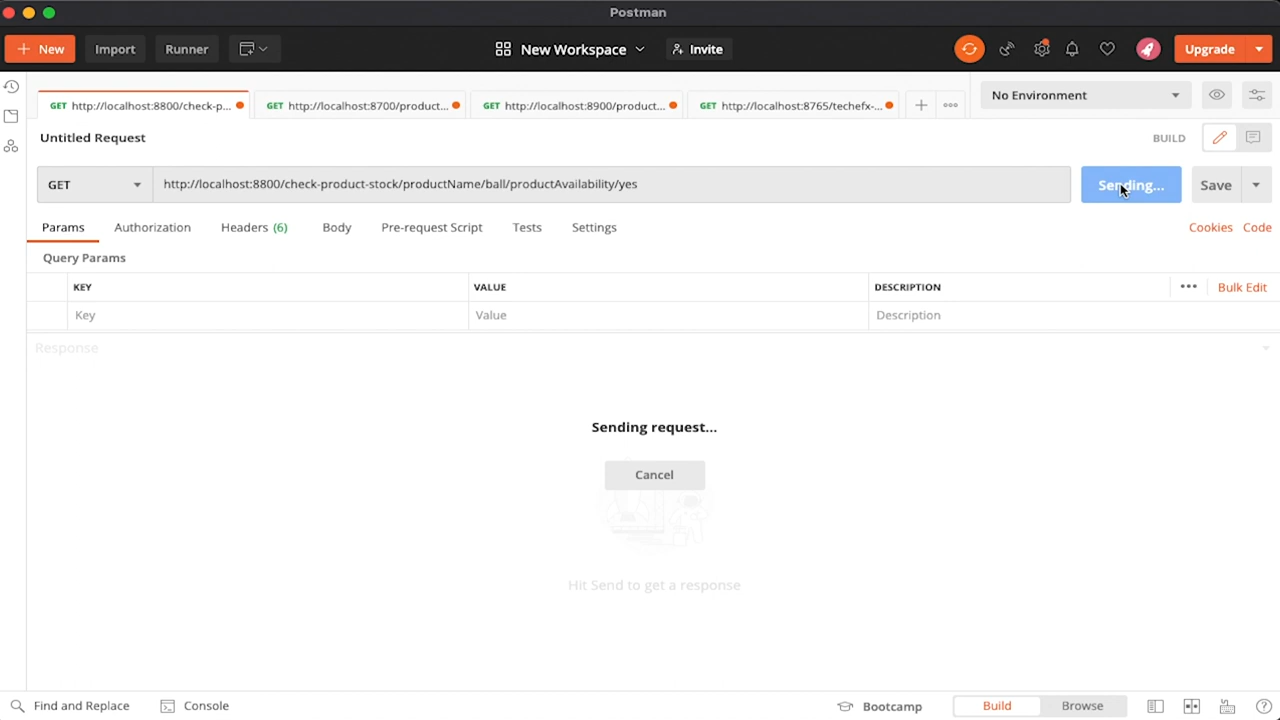 Postman
New
Import
Runner
New Workspace
Invite
Upgrade
GET http://localhost:8800/check-p...
GET http://localhost:8700/product...
GET http://localhost:8900/product...
GET http://localhost:8765/techefx-...
No Environment
Untitled Request
BUILD
GET
http://localhost:8800/check-product-stock/productName/ball/productAvailability/yes
Sending...
Save
Params
Authorization
Headers (6)
Body
Pre-request Script
Tests
Settings
Cookies
Code
Query Params
KEY
VALUE
DESCRIPTION
Bulk Edit
Key
Value
Description
Response
Sending request...
Cancel
Hit Send to get a response
Find and Replace
Console
Bootcamp
Build
Browse